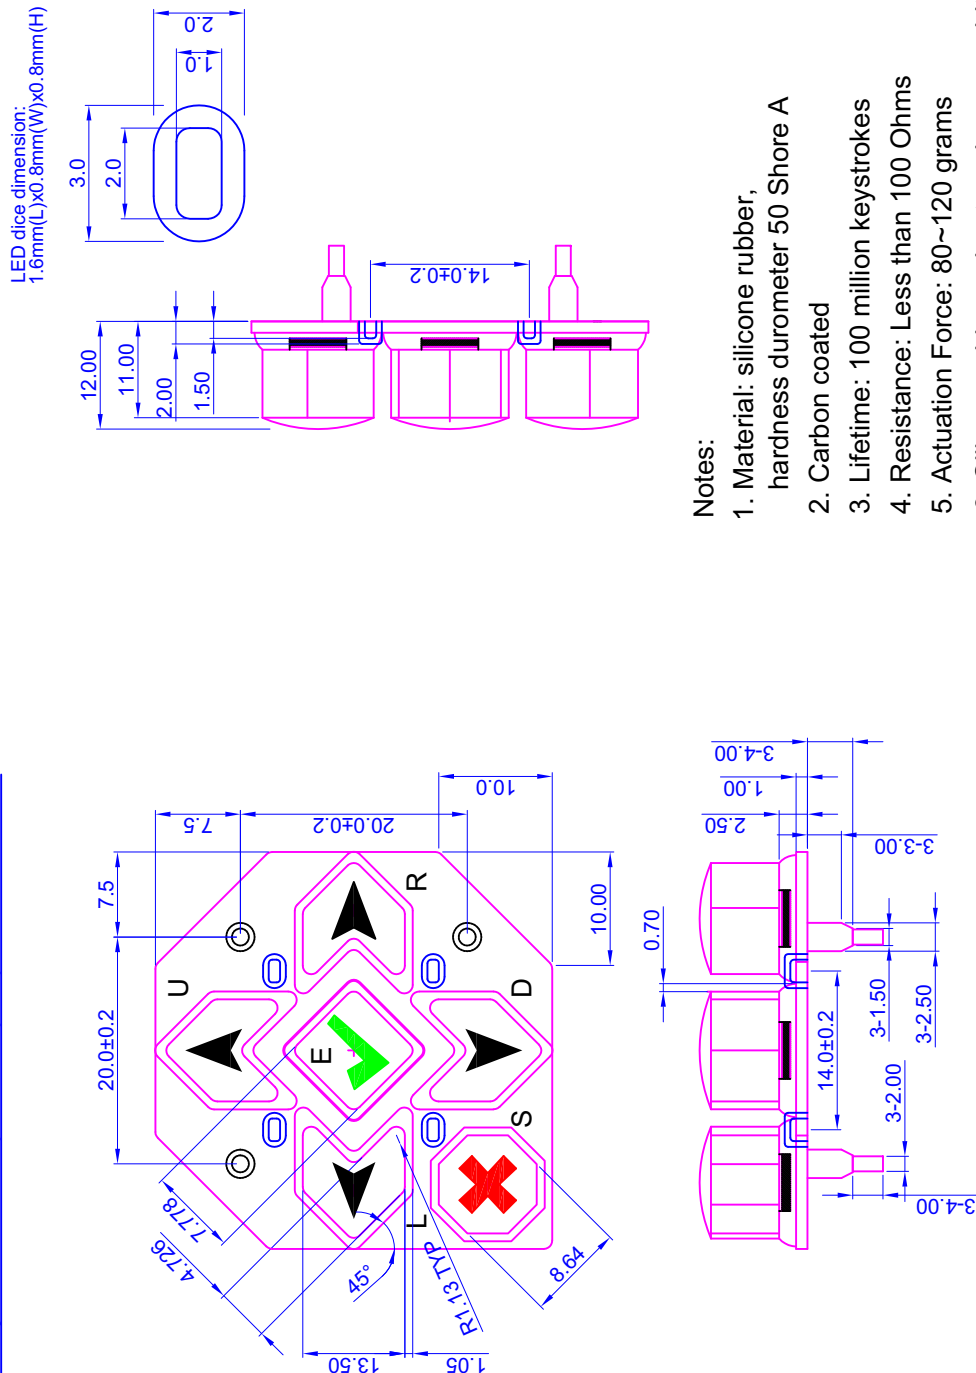 LED dice dimension:
1.6mm(L)x0.8mm(W)x0.8mm(H)
3.0
2.0
2.0
1.0
12.00
11.00
2.00
1.50
14.0±0.2
Notes:
1. Material: silicone rubber,
hardness durometer 50 Shore A
2. Carbon coated
3. Lifetime: 100 million keystrokes
4. Resistance: Less than 100 Ohms
5. Actuation Force: 80~120 grams
7.5
20.0±0.2
7.5
20.0±0.2
10.0
10.00
U
R
E
D
L
S
7.778
4.726
45°
R1.13 TYP
8.64
13.50
1.05
3-4.00
1.00
2.50
3-3.00
0.70
14.0±0.2
3-1.50
3-2.50
3-2.00
3-4.00